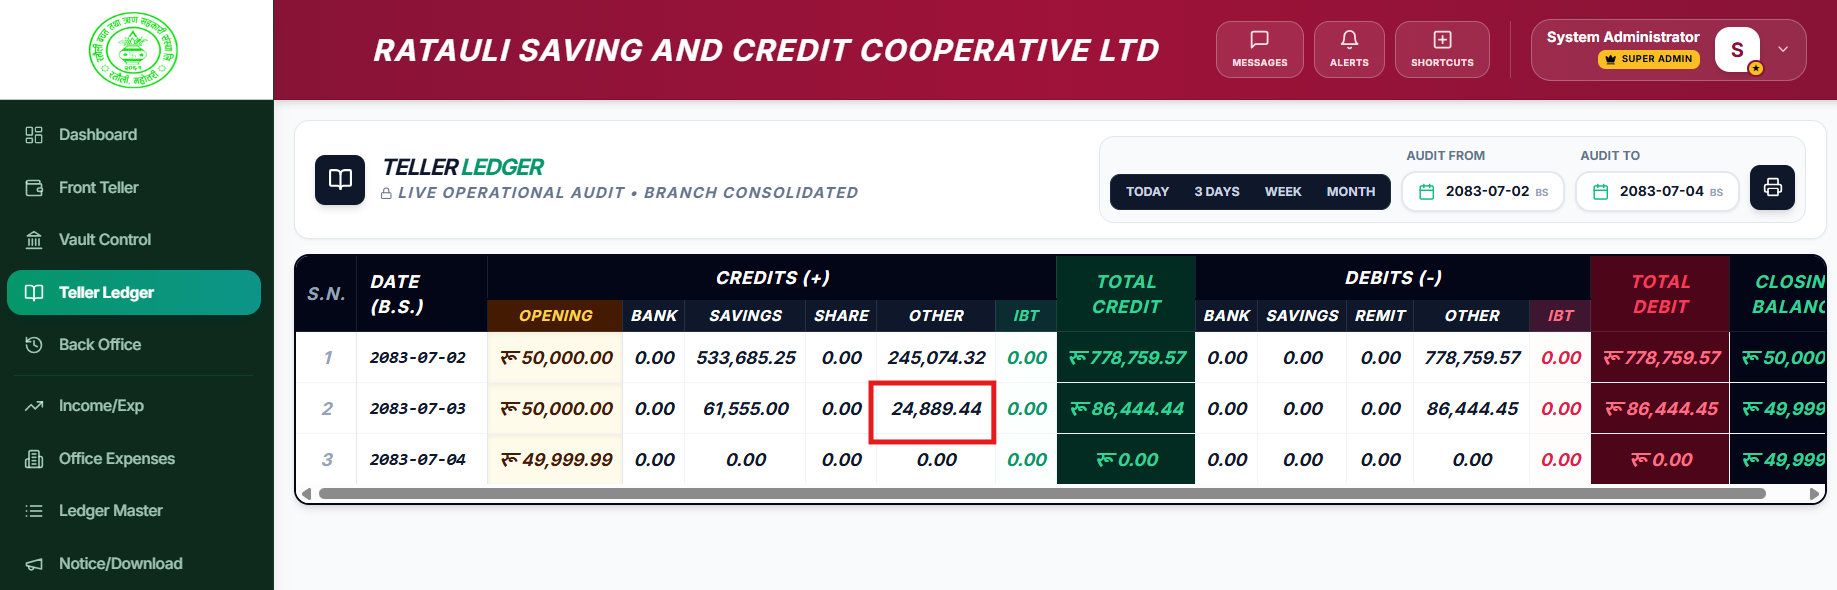 RATAULI SAVING AND CREDIT COOPERATIVE LTD
MESSAGES
ALERTS
SHORTCUTS
System Administrator
SUPER ADMIN
S
Dashboard
Front Teller
Vault Control
Teller Ledger
Back Office
Income/Exp
Office Expenses
Ledger Master
Notice/Download
TELLER LEDGER
LIVE OPERATIONAL AUDIT • BRANCH CONSOLIDATED
TODAY 3 DAYS WEEK MONTH
AUDIT FROM
2083-07-02 BS
AUDIT TO
2083-07-04 BS
S.N. DATE (B.S.) CREDITS (+) TOTAL CREDIT DEBITS (-) TOTAL DEBIT CLOSIN BALANC
OPENING BANK SAVINGS SHARE OTHER IBT BANK SAVINGS REMIT OTHER IBT
1 2083-07-02 रू 50,000.00 0.00 533,685.25 0.00 245,074.32 0.00 रू 778,759.57 0.00 0.00 0.00 778,759.57 0.00 रू 778,759.57 रू 50,000
2 2083-07-03 रू 50,000.00 0.00 61,555.00 0.00 24,889.44 0.00 रू 86,444.44 0.00 0.00 0.00 86,444.45 0.00 रू 86,444.45 रू 49,999
3 2083-07-04 रू 49,999.99 0.00 0.00 0.00 0.00 0.00 रू 0.00 0.00 0.00 0.00 0.00 0.00 रू 0.00 रू 49,999